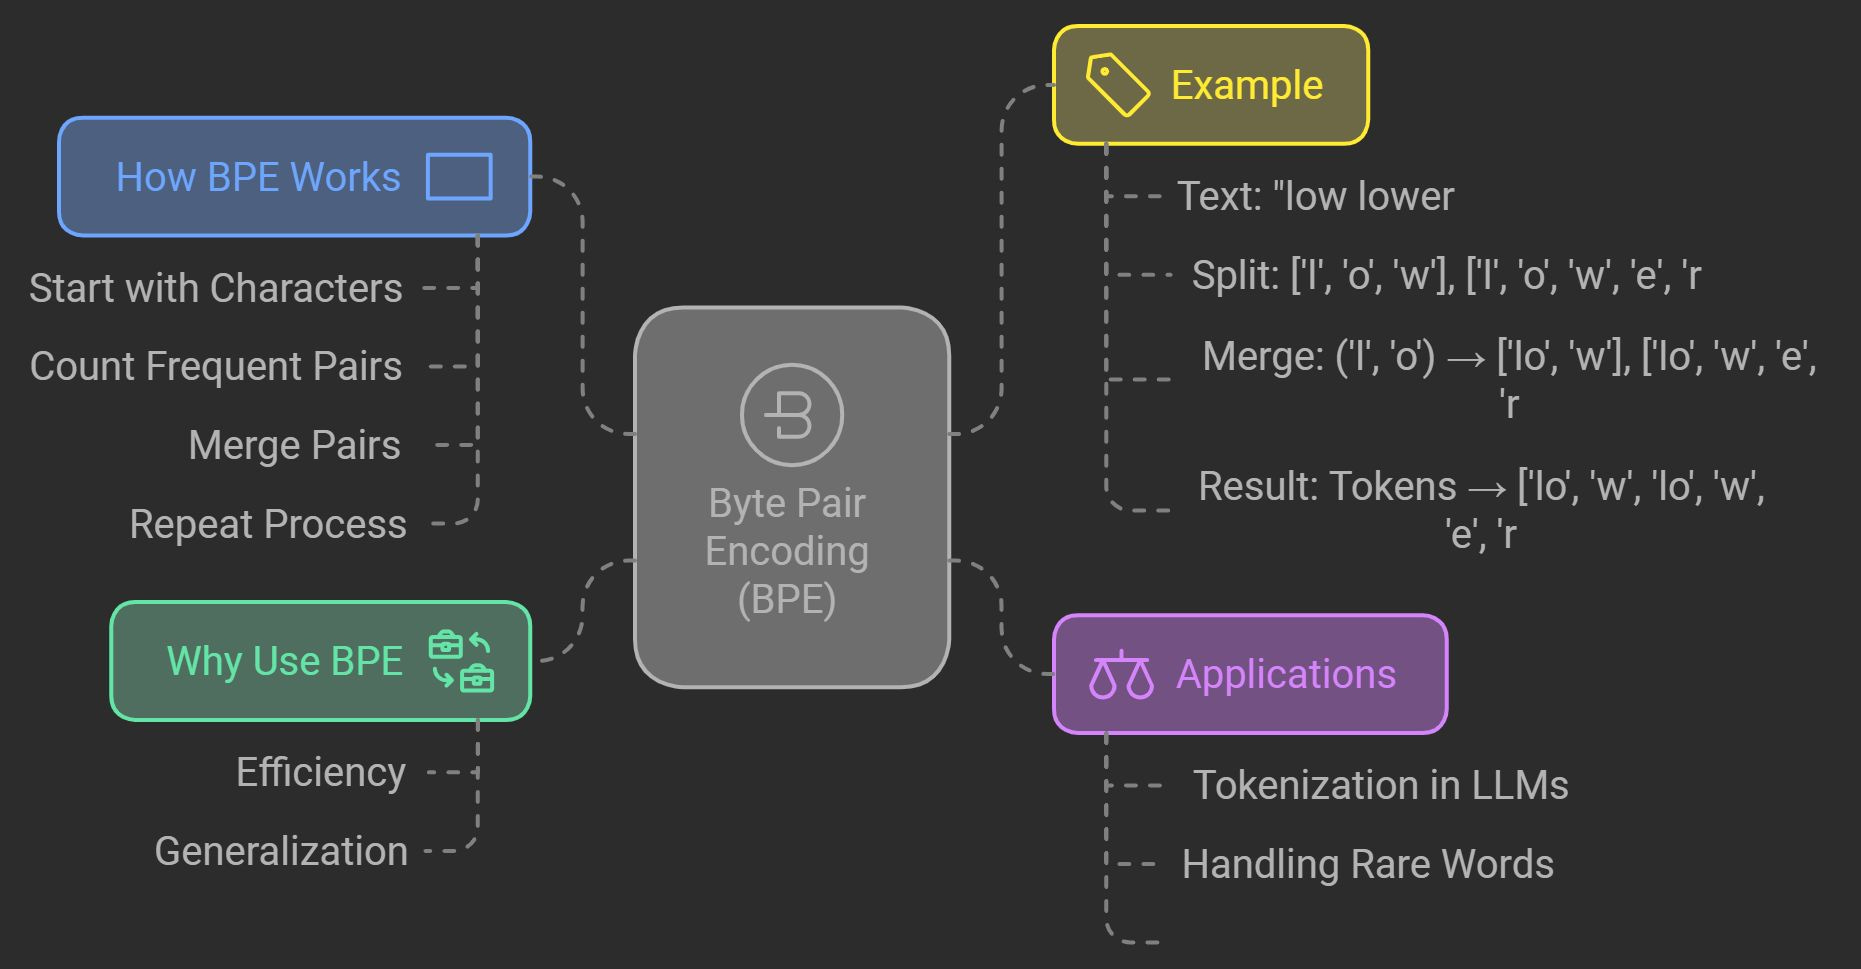 How BPE Works
Start with Characters
Count Frequent Pairs
Merge Pairs
Repeat Process
Why Use BPE
Efficiency
Generalization
Byte Pair
Encoding
(BPE)
Example
Text: "low lower
Split: ['l', 'o', 'w'], ['l', 'o', 'w', 'e', 'r
Merge: ('l', 'o') → ['lo', 'w'], ['lo', 'w', 'e',
'r
Result: Tokens → ['lo', 'w', 'lo', 'w',
'e', 'r
Applications
Tokenization in LLMs
Handling Rare Words